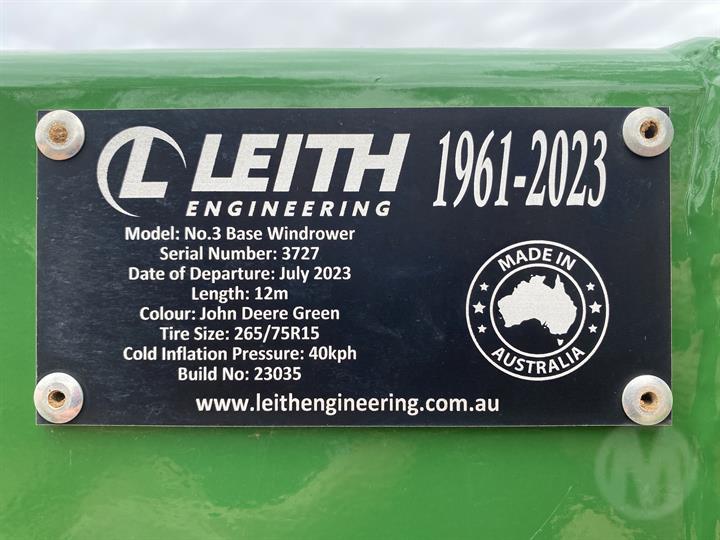 LEITH
ENGINEERING
1961-2023
Model: No.3 Base Windrower
Serial Number: 3727
Date of Departure: July 2023
Length: 12m
Colour: John Deere Green
Tire Size: 265/75R15
Cold Inflation Pressure: 40kph
Build No: 23035
MADE IN
AUSTRALIA
www.leithengineering.com.au